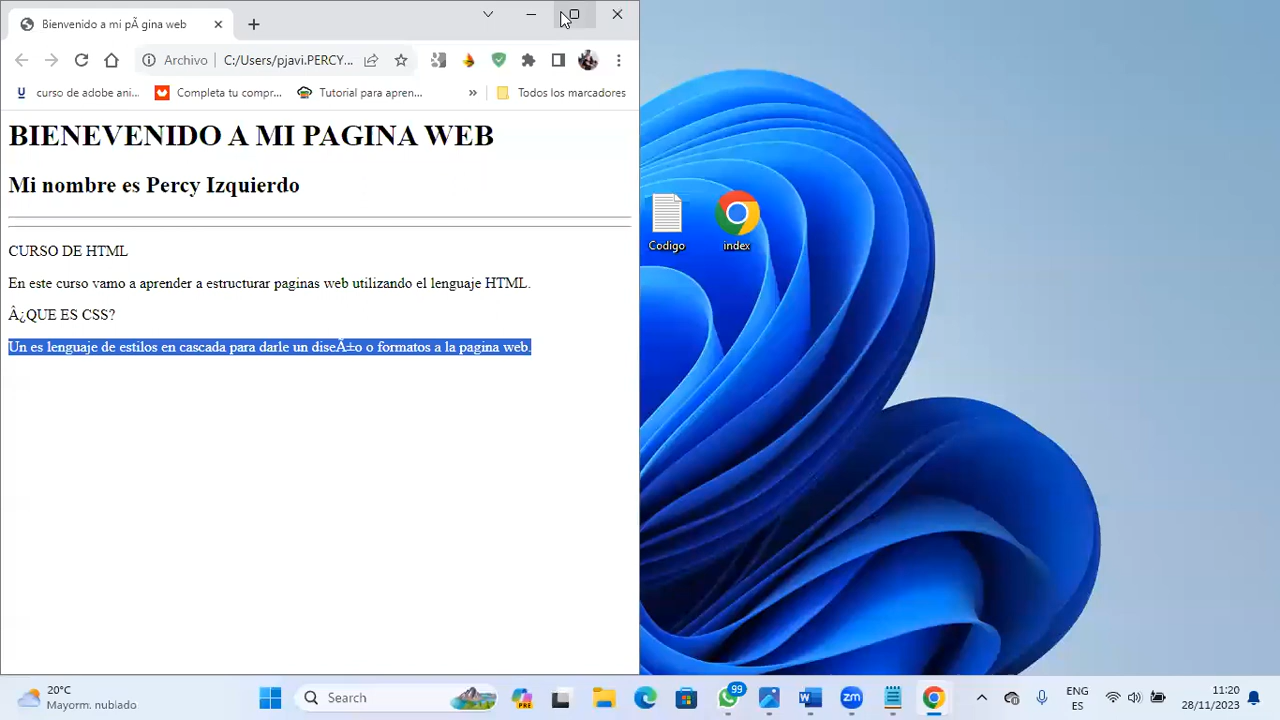 Bienvenido a mi pÃ gina web
Archivo C:/Users/pjavi.PERCY...
curso de adobe ani... Completa tu compr... Tutorial para apren... » Todos los marcadores
BIENEVENIDO A MI PAGINA WEB
Mi nombre es Percy Izquierdo
CURSO DE HTML
En este curso vamo a aprender a estructurar paginas web utilizando el lenguaje HTML.
Â¿QUE ES CSS?
Un es lenguaje de estilos en cascada para darle un diseÃ±o o formatos a la pagina web.
Codigo
index
20°C
Mayorm. nublado
Search
PRE
99
zm
ENG
ES
11:20
28/11/2023